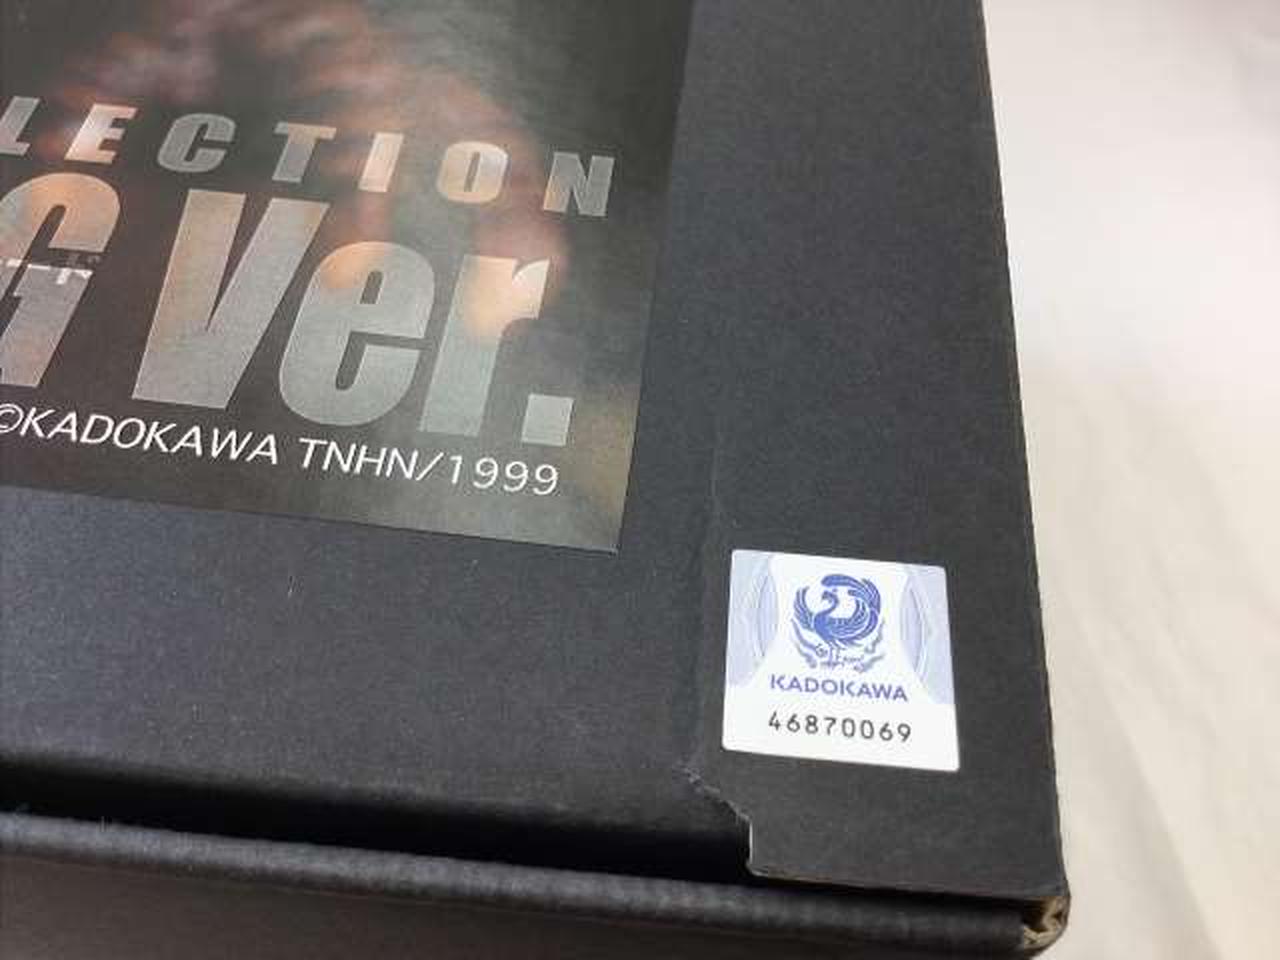 LECTION
G Ver.
©KADOKAWA TNHN/1999
KADOKAWA
46870069